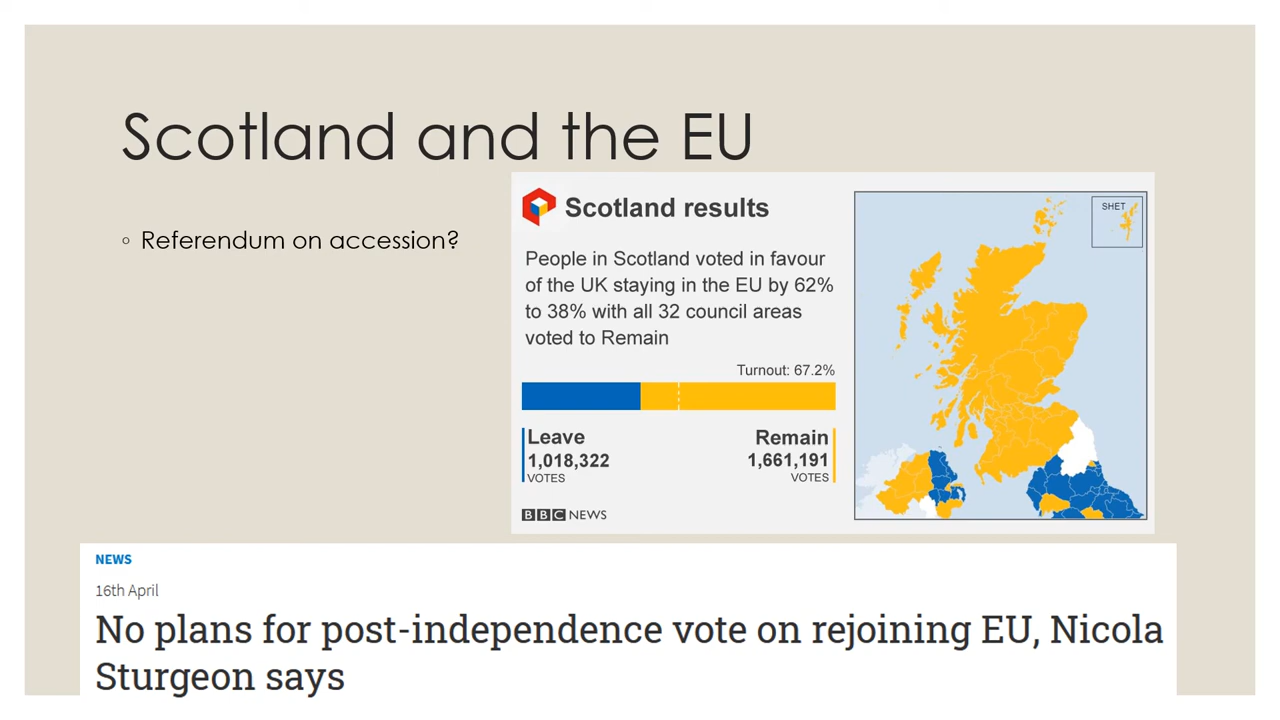 Scotland and the EU
◦ Referendum on accession?
Scotland results
People in Scotland voted in favour
of the UK staying in the EU by 62%
to 38% with all 32 council areas
voted to Remain
Turnout: 67.2%
Leave
1,018,322
VOTES
Remain
1,661,191
VOTES
BBC NEWS
SHET
NEWS
16th April
No plans for post-independence vote on rejoining EU, Nicola
Sturgeon says